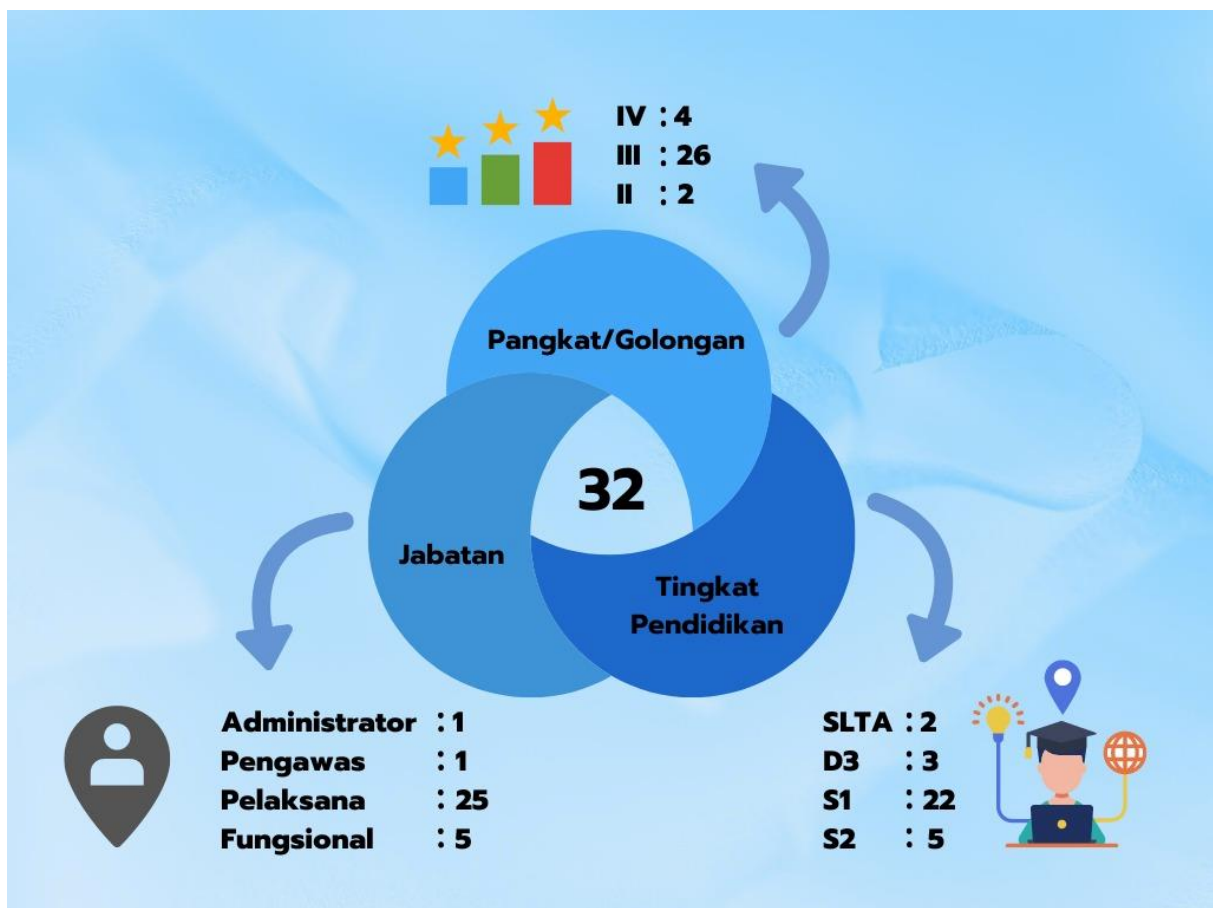 IV : 4
III : 26
II : 2
Pangkat/Golongan
32
Jabatan
Tingkat
Pendidikan
Administrator : 1
Pengawas : 1
Pelaksana : 25
Fungsional : 5
SLTA : 2
D3 : 3
S1 : 22
S2 : 5